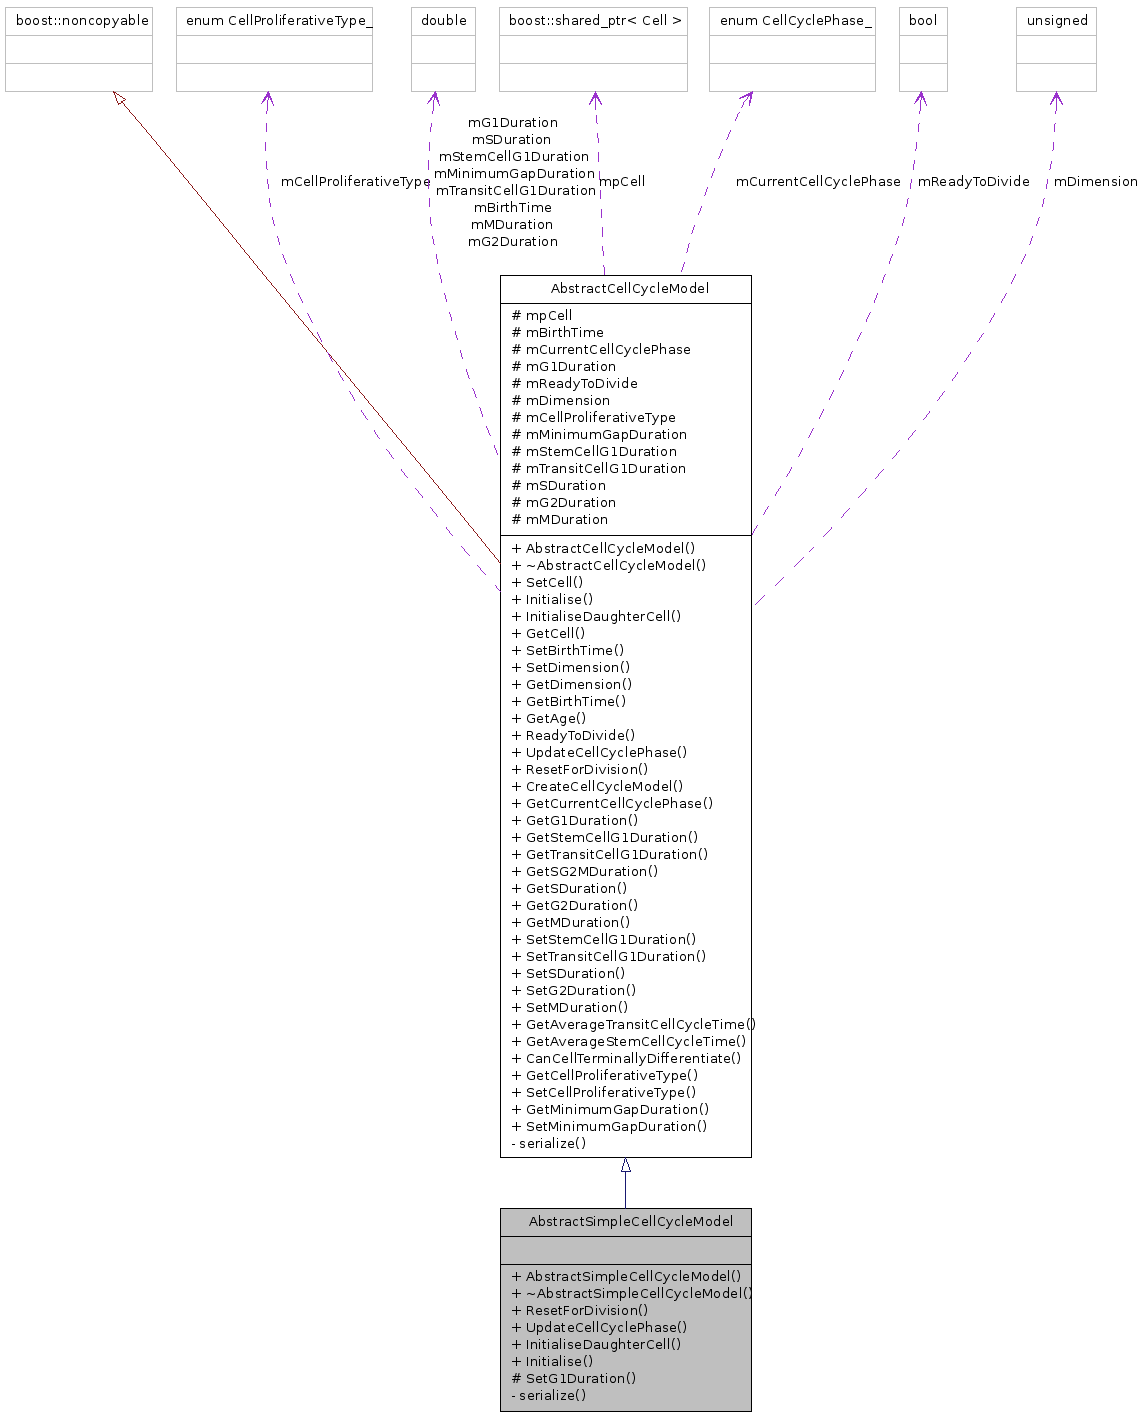 boost::noncopyable
enum CellProliferativeType_
double
boost::shared_ptr< Cell >
enum CellCyclePhase_
bool
unsigned
mCellProliferativeType
mG1Duration
mSDuration
mStemCellG1Duration
mMinimumGapDuration
mTransitCellG1Duration
mBirthTime
mMDuration
mG2Duration
mpCell
mCurrentCellCyclePhase
mReadyToDivide
mDimension
AbstractCellCycleModel
# mpCell
# mBirthTime
# mCurrentCellCyclePhase
# mG1Duration
# mReadyToDivide
# mDimension
# mCellProliferativeType
# mMinimumGapDuration
# mStemCellG1Duration
# mTransitCellG1Duration
# mSDuration
# mG2Duration
# mMDuration
+ AbstractCellCycleModel()
+ ~AbstractCellCycleModel()
+ SetCell()
+ Initialise()
+ InitialiseDaughterCell()
+ GetCell()
+ SetBirthTime()
+ SetDimension()
+ GetDimension()
+ GetBirthTime()
+ GetAge()
+ ReadyToDivide()
+ UpdateCellCyclePhase()
+ ResetForDivision()
+ CreateCellCycleModel()
+ GetCurrentCellCyclePhase()
+ GetG1Duration()
+ GetStemCellG1Duration()
+ GetTransitCellG1Duration()
+ GetSG2MDuration()
+ GetSDuration()
+ GetG2Duration()
+ GetMDuration()
+ SetStemCellG1Duration()
+ SetTransitCellG1Duration()
+ SetSDuration()
+ SetG2Duration()
+ SetMDuration()
+ GetAverageTransitCellCycleTime()
+ GetAverageStemCellCycleTime()
+ CanCellTerminallyDifferentiate()
+ GetCellProliferativeType()
+ SetCellProliferativeType()
+ GetMinimumGapDuration()
+ SetMinimumGapDuration()
- serialize()
AbstractSimpleCellCycleModel
+ AbstractSimpleCellCycleModel()
+ ~AbstractSimpleCellCycleModel()
+ ResetForDivision()
+ UpdateCellCyclePhase()
+ InitialiseDaughterCell()
+ Initialise()
# SetG1Duration()
- serialize()